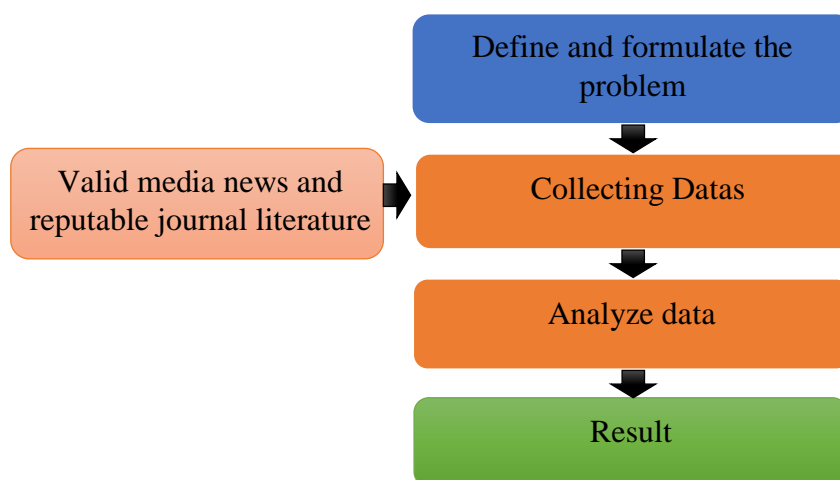 Define and formulate the
problem
Valid media news and
reputable journal literature
Collecting Datas
Analyze data
Result